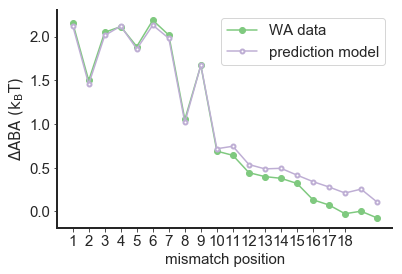 WA data
prediction model
2.0
1.5
1.0
0.5
0.0
ΔABA (kBT)
1 2 3 4 5 6 7 8 9 10 11 12 13 14 15 16 17 18
mismatch position